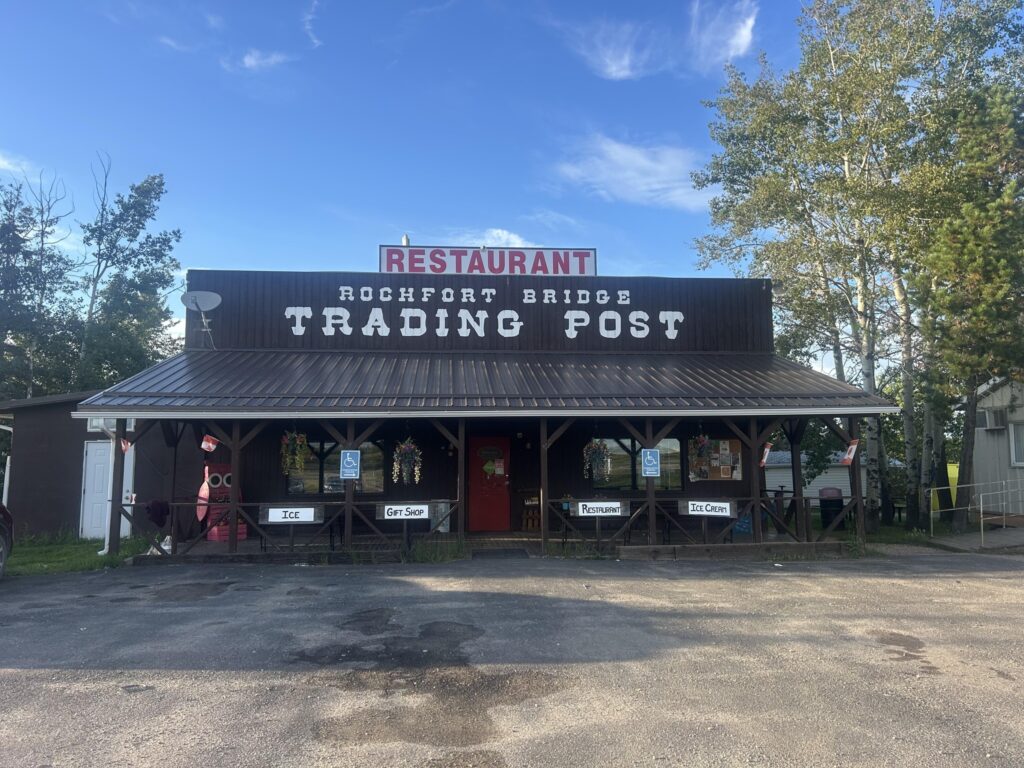 RESTAURANT
ROCHFORT BRIDGE
TRADING POST
ICE
GIFT SHOP
RESTAURANT
ICE CREAM